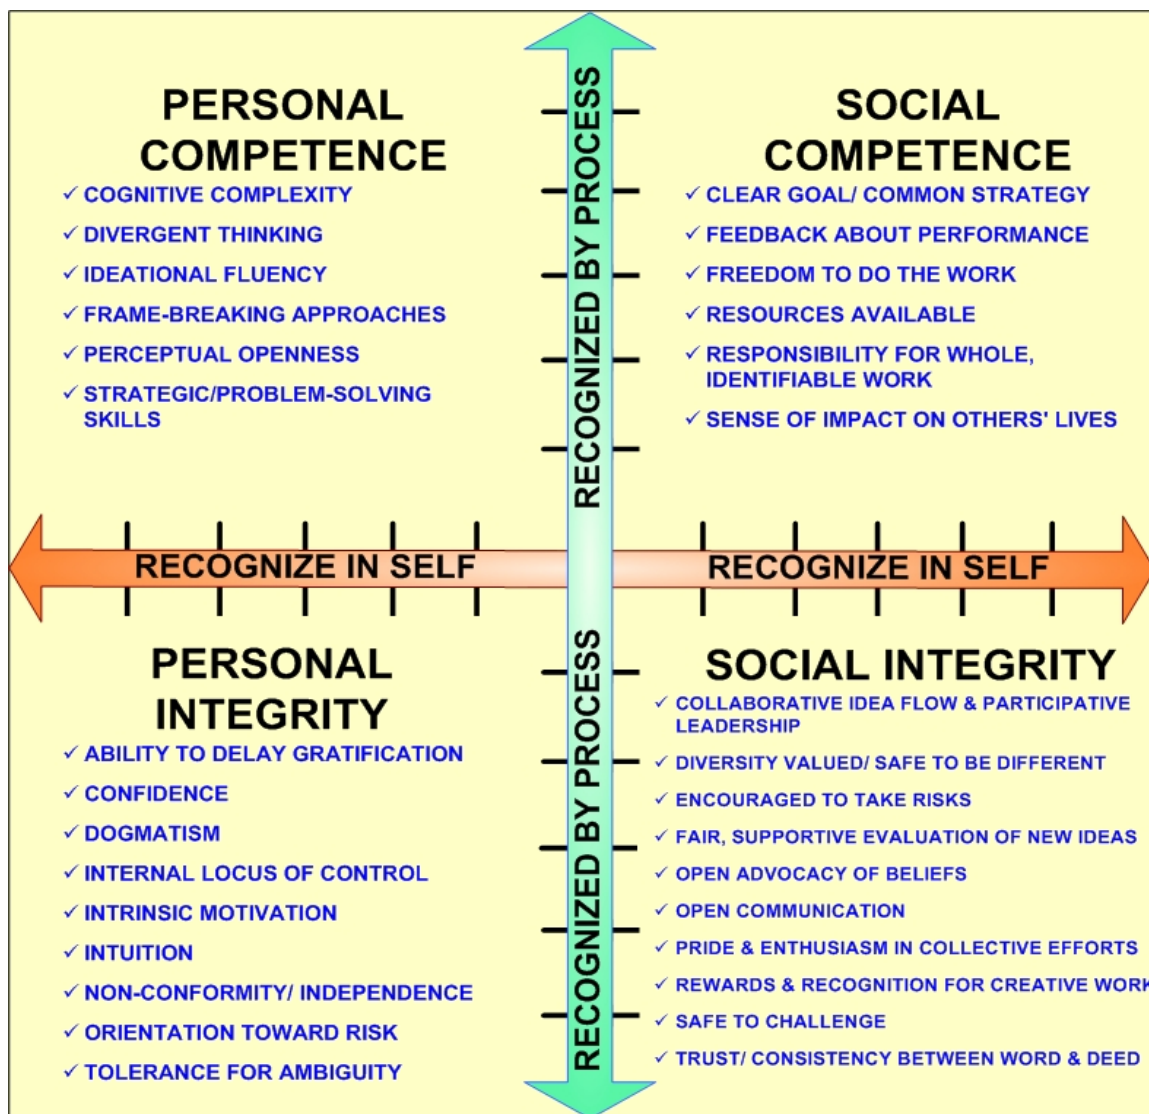 PERSONAL
COMPETENCE
✓ COGNITIVE COMPLEXITY
✓ DIVERGENT THINKING
✓ IDEATIONAL FLUENCY
✓ FRAME-BREAKING APPROACHES
✓ PERCEPTUAL OPENNESS
✓ STRATEGIC/PROBLEM-SOLVING
SKILLS
RECOGNIZED BY PROCESS
SOCIAL
COMPETENCE
✓ CLEAR GOAL/ COMMON STRATEGY
✓ FEEDBACK ABOUT PERFORMANCE
✓ FREEDOM TO DO THE WORK
✓ RESOURCES AVAILABLE
✓ RESPONSIBILITY FOR WHOLE,
IDENTIFIABLE WORK
✓ SENSE OF IMPACT ON OTHERS' LIVES
RECOGNIZE IN SELF
RECOGNIZE IN SELF
PERSONAL
INTEGRITY
✓ ABILITY TO DELAY GRATIFICATION
✓ CONFIDENCE
✓ DOGMATISM
✓ INTERNAL LOCUS OF CONTROL
✓ INTRINSIC MOTIVATION
✓ INTUITION
✓ NON-CONFORMITY/ INDEPENDENCE
✓ ORIENTATION TOWARD RISK
✓ TOLERANCE FOR AMBIGUITY
RECOGNIZED BY PROCESS
SOCIAL INTEGRITY
✓ COLLABORATIVE IDEA FLOW & PARTICIPATIVE
LEADERSHIP
✓ DIVERSITY VALUED/ SAFE TO BE DIFFERENT
✓ ENCOURAGED TO TAKE RISKS
✓ FAIR, SUPPORTIVE EVALUATION OF NEW IDEAS
✓ OPEN ADVOCACY OF BELIEFS
✓ OPEN COMMUNICATION
✓ PRIDE & ENTHUSIASM IN COLLECTIVE EFFORTS
✓ REWARDS & RECOGNITION FOR CREATIVE WORK
✓ SAFE TO CHALLENGE
✓ TRUST/ CONSISTENCY BETWEEN WORD & DEED